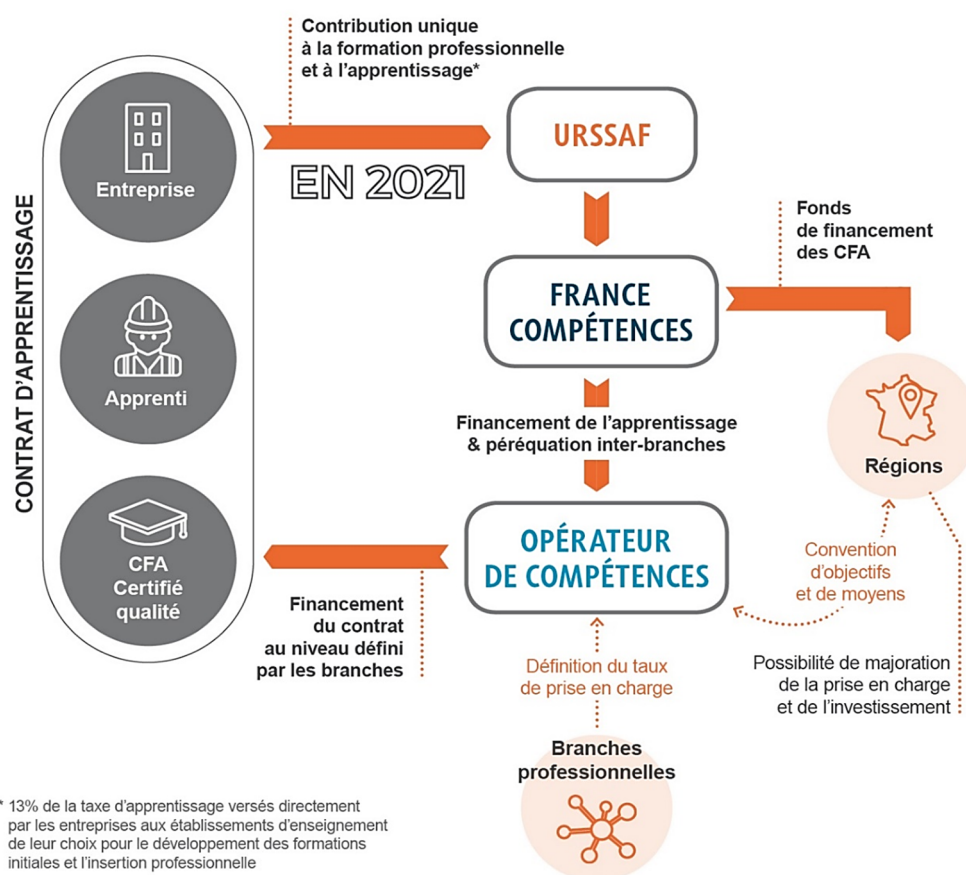 Contribution unique
à la formation professionnelle
et à l'apprentissage*
EN 2021
URSSAF
CONTRAT D'APPRENTISSAGE
Entreprise
Apprenti
CFA
Certifié
qualité
Fonds
de financement
des CFA
FRANCE
COMPÉTENCES
Régions
Financement de l'apprentissage
& péréquation inter-branches
OPÉRATEUR
DE COMPÉTENCES
Convention
d'objectifs
et de moyens
Financement
du contrat
au niveau défini
par les branches
Définition du taux
de prise en charge
Possibilité de majoration
de la prise en charge
et de l'investissement
Branches
professionnelles
* 13% de la taxe d'apprentissage versés directement
par les entreprises aux établissements d'enseignement
de leur choix pour le développement des formations
initiales et l'insertion professionnelle